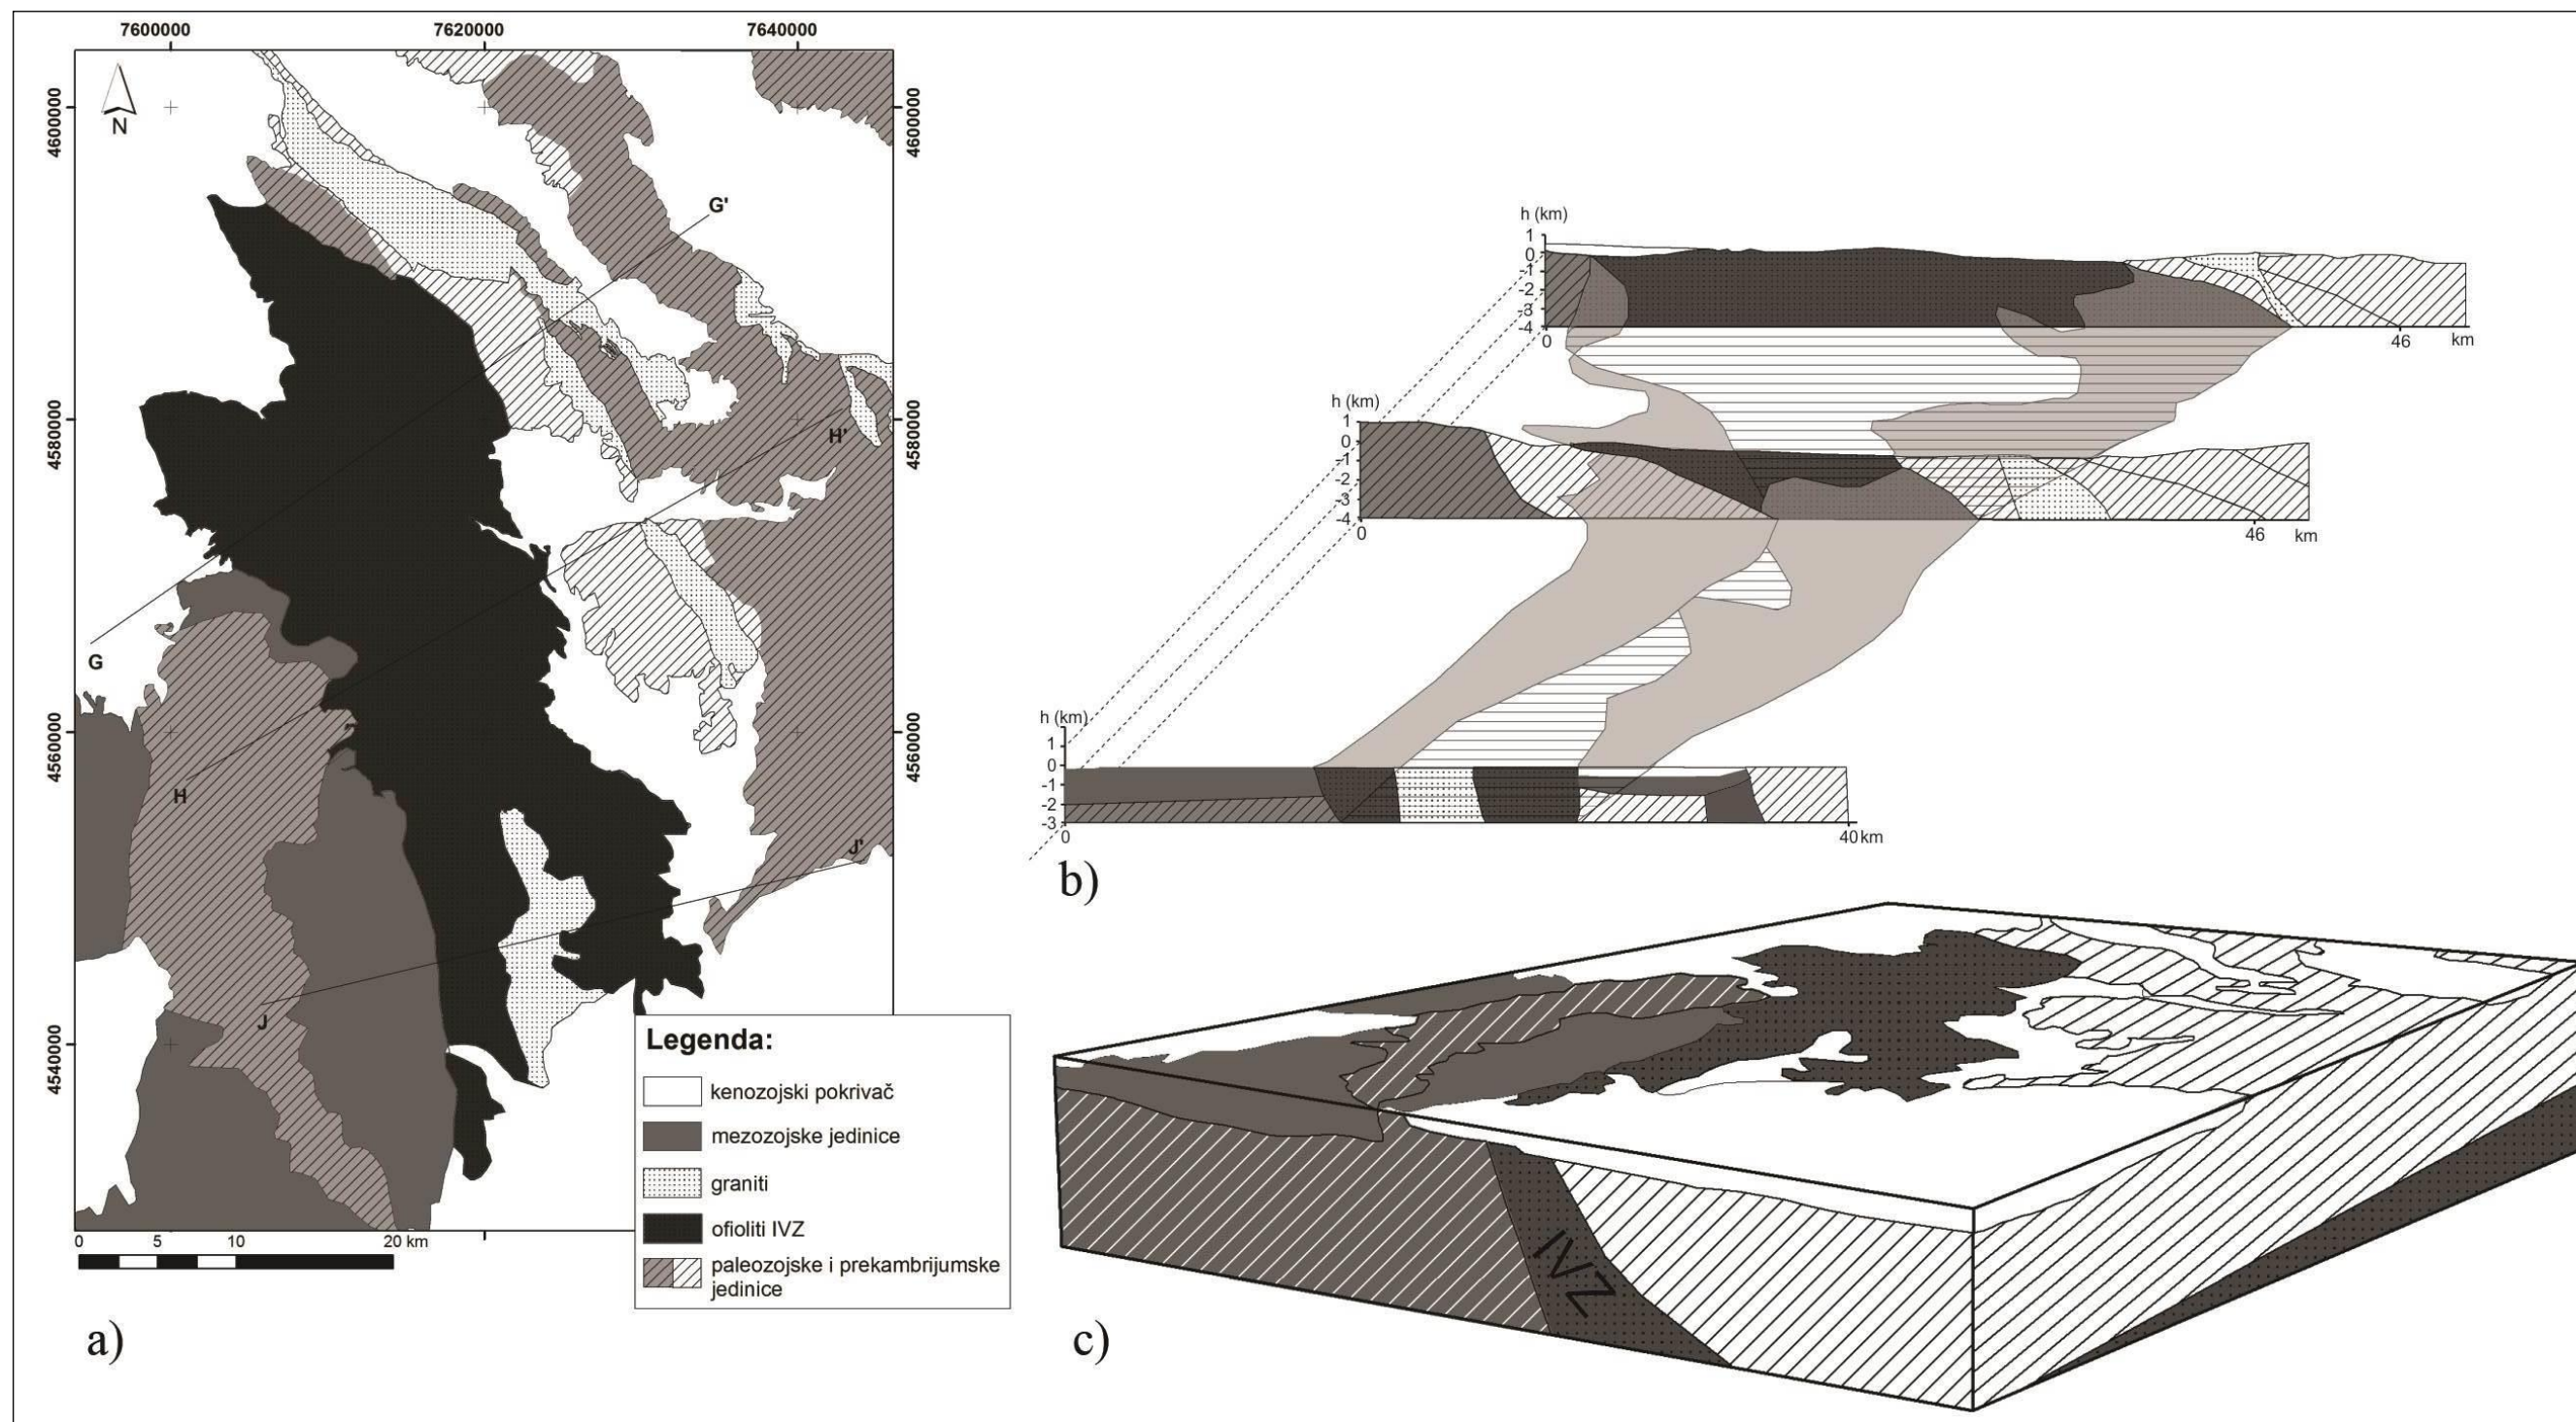 7600000
7620000
7640000
4600000
4600000
N
G'
4580000
4580000
H'
G
4560000
4560000
H
J'
J
4540000
0 5 10 20 km
Legenda:
kenozojski pokrivač
mezozojske jedinice
graniti
ofioliti IVZ
paleozojske i prekambrijumske
jedinice
a)
h (km)
1
0
-1
-2
-3
-4
0
46
km
h (km)
1
0
-1
-2
-3
-4
0
46
km
h (km)
1
0
-1
-2
-3
0
40 km
b)
IVZ
c)